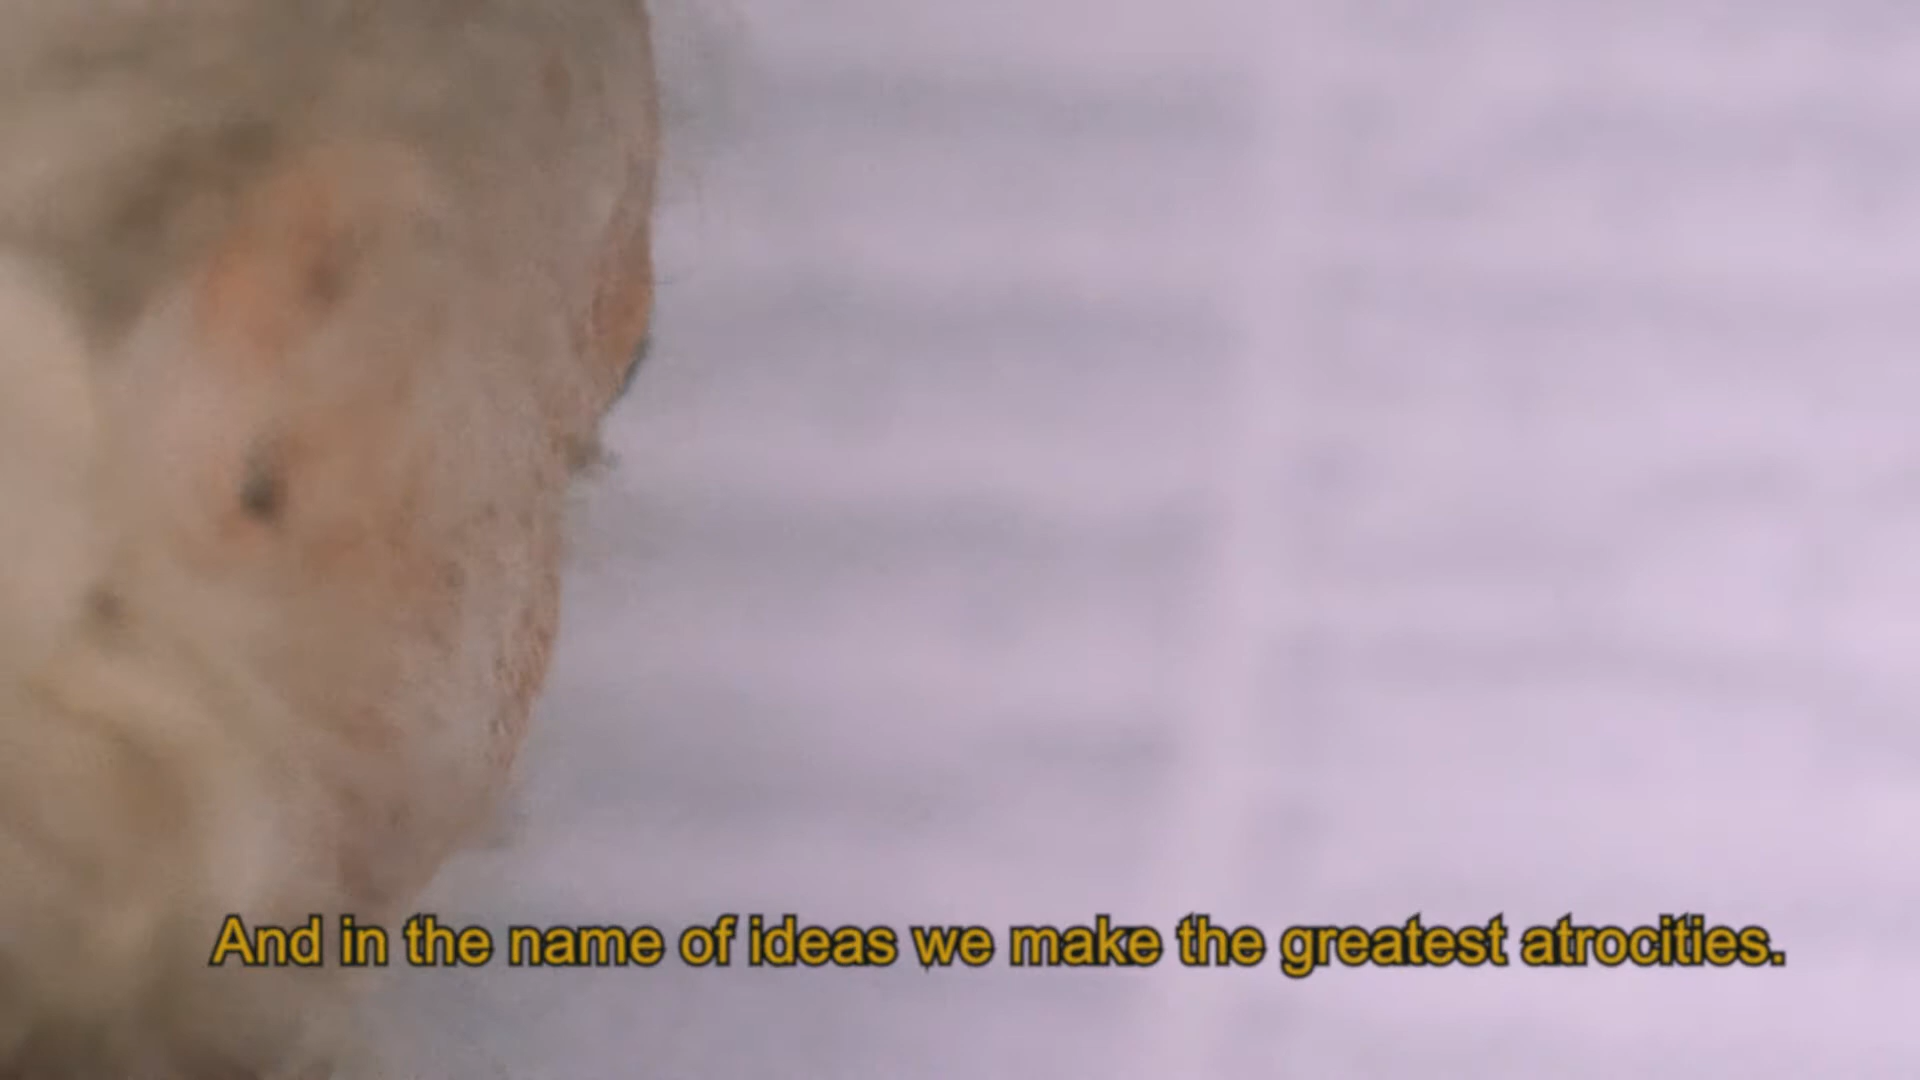 And in the name of ideas we make the greatest atrocities.